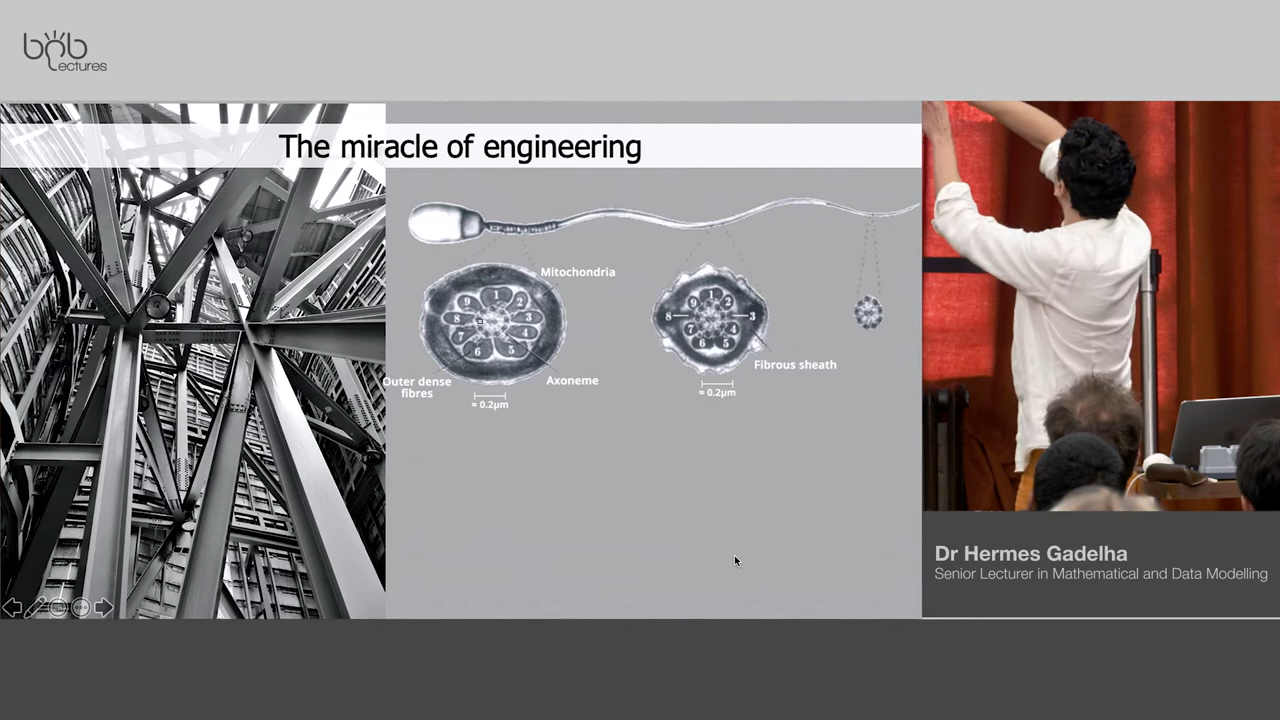 bnb
Lectures
The miracle of engineering
Mitochondria
9 1 2
8 3
7 4
6 5
Outer dense
fibres
Axoneme
≈ 0.2μm
9 1 2
8 3
7 4
6 5
Fibrous sheath
≈ 0.2μm
Dr Hermes Gadelha
Senior Lecturer in Mathematical and Data Modelling